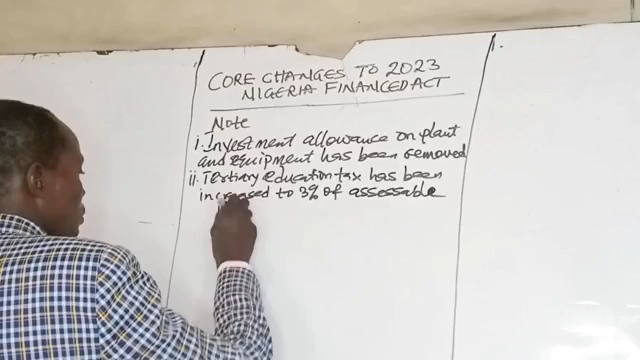 CORE CHANGES TO 2023
NIGERIA FINANCED ACT
Note
i. Investment allowance on plant
and equipment has been removed
ii. Tertiary education tax has been
increased to 3% of assessable
1.